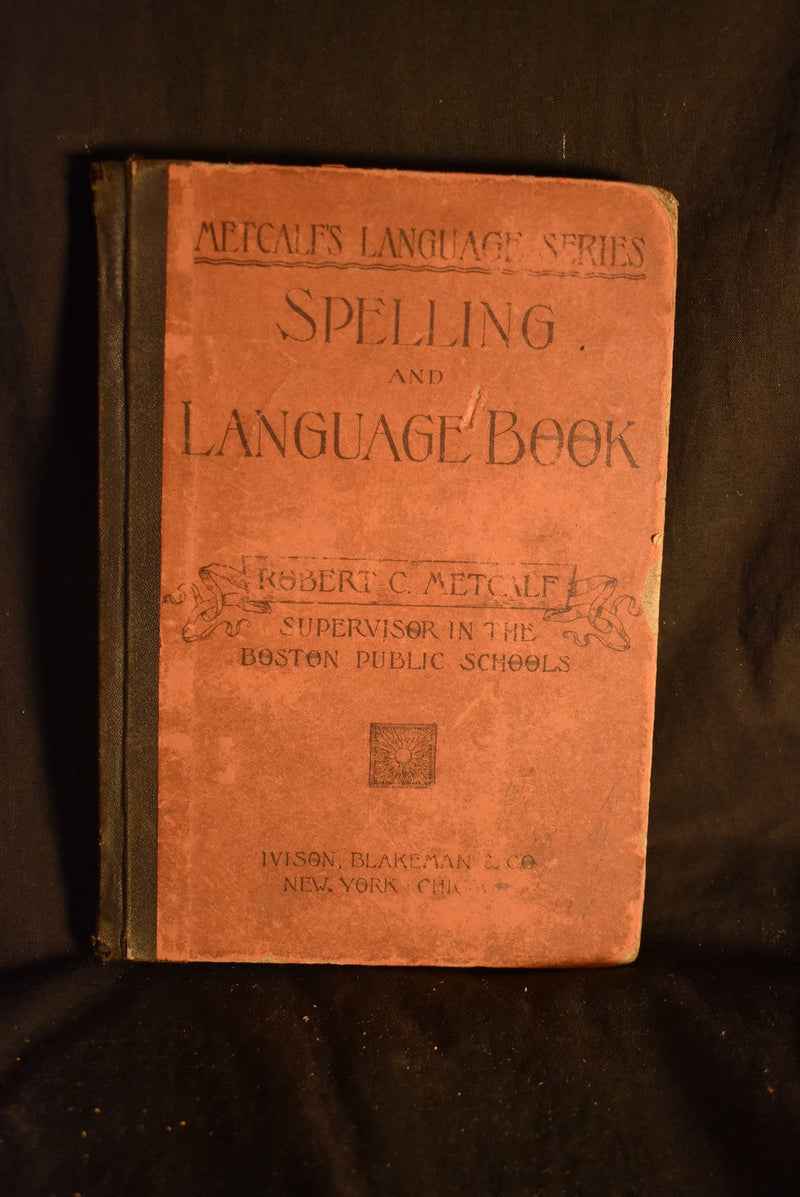 METCALF'S LANGUAGE SERIES
SPELLING
AND
LANGUAGE BOOK
ROBERT C. METCALF
SUPERVISOR IN THE
BOSTON PUBLIC SCHOOLS
IVISON, BLAKEMAN & CO
NEW YORK CHICAGO